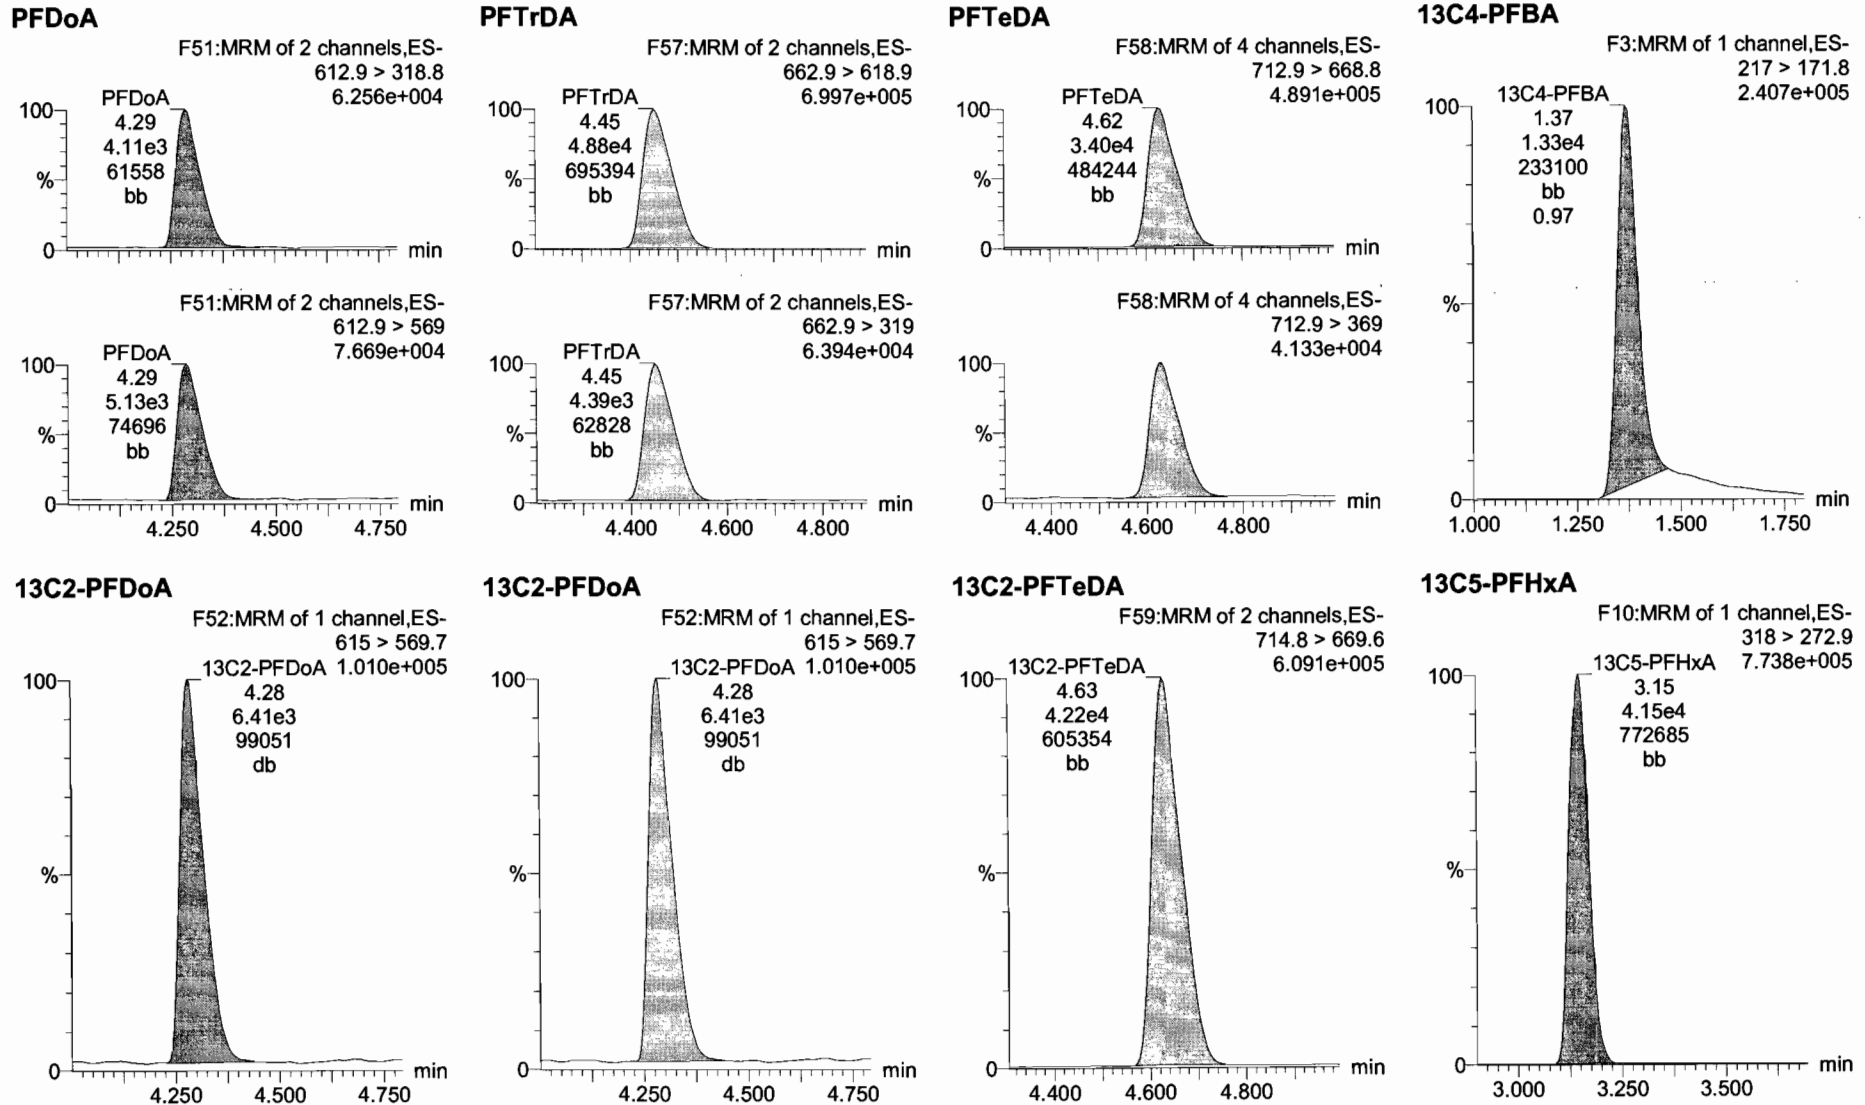 PFDoA
F51:MRM of 2 channels,ES-
612.9 > 318.8
6.256e+004
100
PFDoA
4.29
4.11e3
61558
bb
%
0
min
F51:MRM of 2 channels,ES-
612.9 > 569
7.669e+004
100
PFDoA
4.29
5.13e3
74696
bb
%
0
min
4.250 4.500 4.750
PFTrDA
F57:MRM of 2 channels,ES-
662.9 > 618.9
6.997e+005
100
PFTrDA
4.45
4.88e4
695394
bb
%
0
min
F57:MRM of 2 channels,ES-
662.9 > 319
6.394e+004
100
PFTrDA
4.45
4.39e3
62828
bb
%
0
min
4.400 4.600 4.800
PFTeDA
F58:MRM of 4 channels,ES-
712.9 > 668.8
4.891e+005
100
PFTeDA
4.62
3.40e4
484244
bb
%
0
min
F58:MRM of 4 channels,ES-
712.9 > 369
4.133e+004
100
%
0
min
4.400 4.600 4.800
13C4-PFBA
F3:MRM of 1 channel,ES-
217 > 171.8
2.407e+005
13C4-PFBA
100
1.37
1.33e4
233100
bb
0.97
%
0
min
1.000 1.250 1.500 1.750
13C2-PFDoA
F52:MRM of 1 channel,ES-
615 > 569.7
13C2-PFDoA 1.010e+005
100
4.28
6.41e3
99051
db
%
0
min
4.250 4.500 4.750
13C2-PFDoA
F52:MRM of 1 channel,ES-
615 > 569.7
13C2-PFDoA 1.010e+005
100
4.28
6.41e3
99051
db
%
0
min
4.250 4.500 4.750
13C2-PFTeDA
F59:MRM of 2 channels,ES-
714.8 > 669.6
13C2-PFTeDA 6.091e+005
100
4.63
4.22e4
605354
bb
%
0
min
4.400 4.600 4.800
13C5-PFHxA
F10:MRM of 1 channel,ES-
318 > 272.9
13C5-PFHxA 7.738e+005
100
3.15
4.15e4
772685
bb
%
0
min
3.000 3.250 3.500